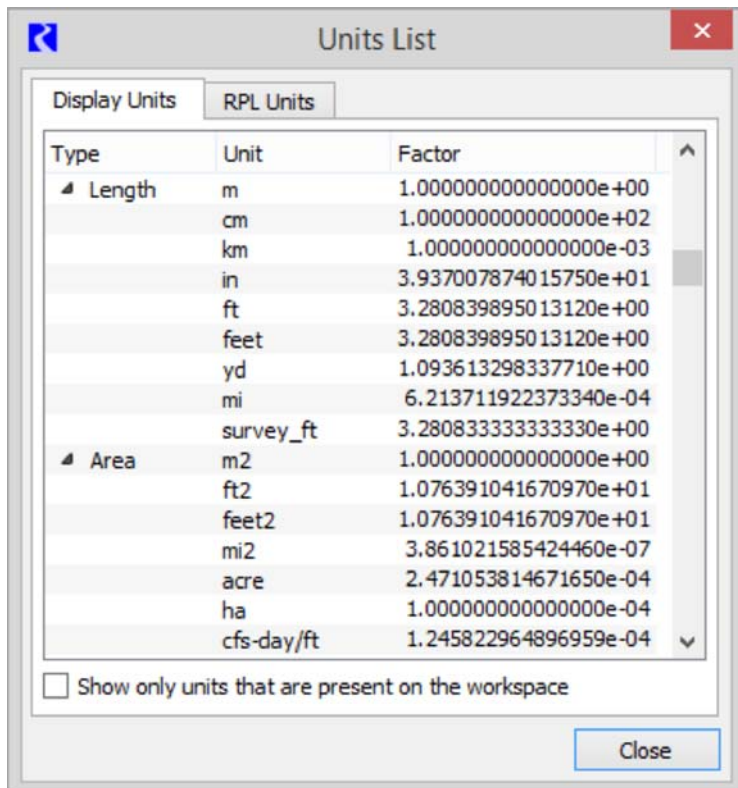 Units List
Display Units RPL Units
Type Unit Factor
Length m 1.000000000000000e+00
cm 1.000000000000000e+02
km 1.000000000000000e-03
in 3.937007874015750e+01
ft 3.280839895013120e+00
feet 3.280839895013120e+00
yd 1.093613298337710e+00
mi 6.213711922373340e-04
survey_ft 3.280833333333330e+00
Area m2 1.000000000000000e+00
ft2 1.076391041670970e+01
feet2 1.076391041670970e+01
mi2 3.861021585424460e-07
acre 2.471053814671650e-04
ha 1.000000000000000e-04
cfs-day/ft 1.245822964896959e-04
Show only units that are present on the workspace
Close